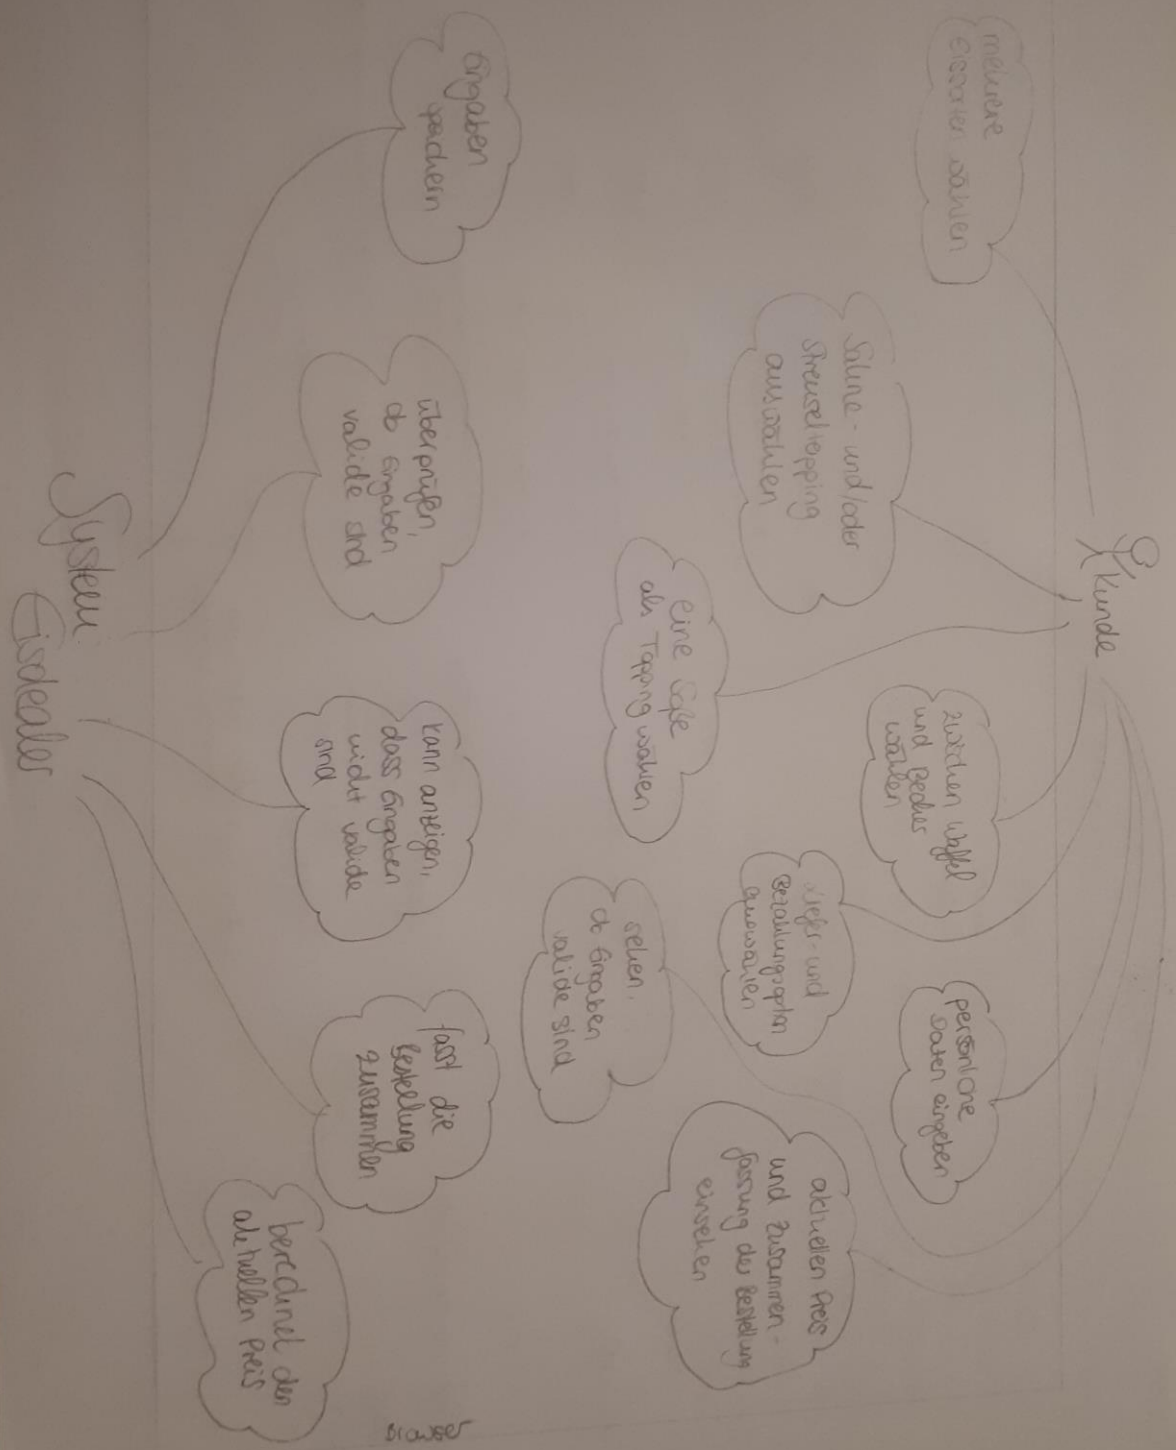 Kunde
mehrere
Eissorten wählen
Sahne- und/oder
Streuseltopping
auswählen
eine Soße
als Topping wählen
zwischen Waffel
und Becher
wählen
Liefer- und
Bezahlungsoption
auswählen
persönliche
Daten eingeben
sehen,
ob Eingaben
valide sind
aktuellen Preis
und Zusammen-
fassung der Bestellung
einsehen
Eingaben
speichern
überprüfen,
ob Eingaben
valide sind
kann anzeigen,
dass Eingaben
nicht valide
sind
fasst die
Bestellung
zusammen
berechnet den
aktuellen Preis
System:
Eisdealer
Browser